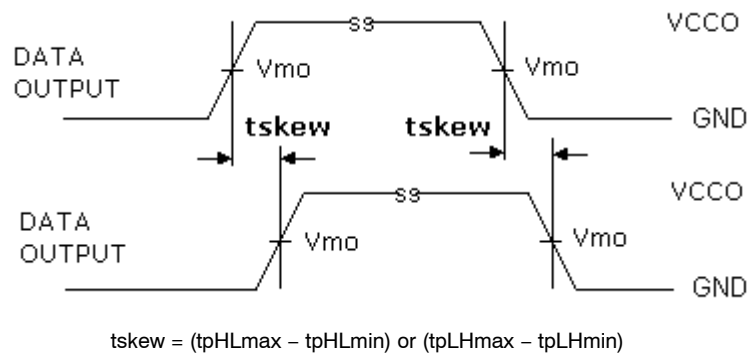 VCCO
DATA
OUTPUT
Vmo
Vmo
GND
tskew
tskew
VCCO
DATA
OUTPUT
Vmo
Vmo
GND
tskew = (tpHLmax − tpHLmin) or (tpLHmax − tpLHmin)